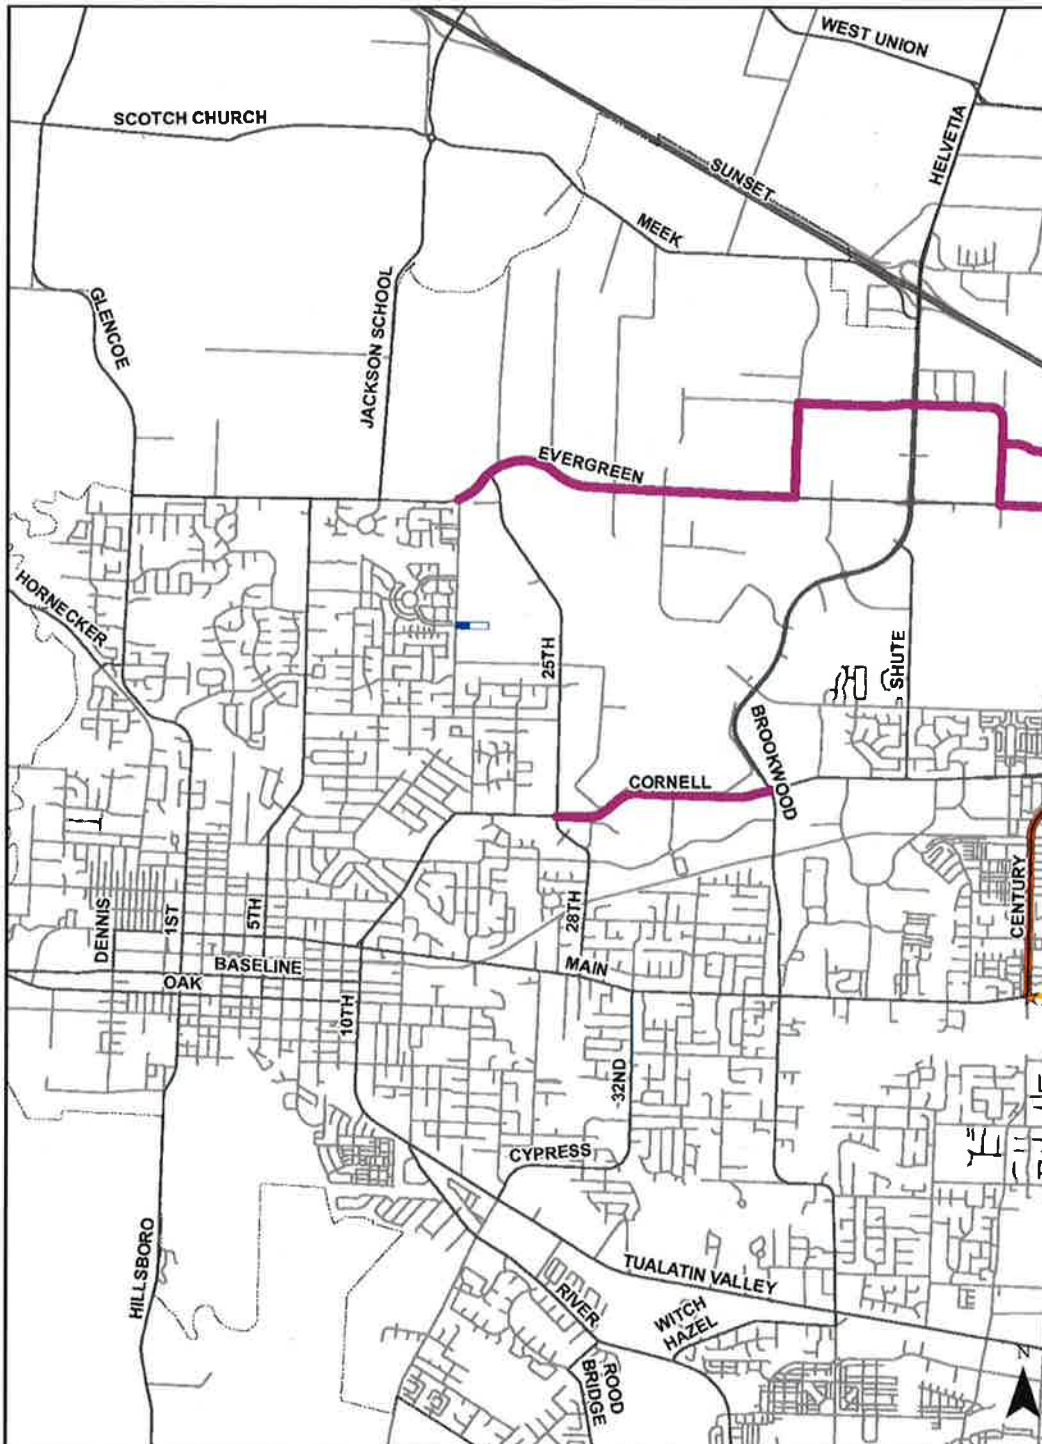 WEST UNION
SCOTCH CHURCH
HELVETIA
SUNSET
MEEK
GLENCOE
JACKSON SCHOOL
EVERGREEN
HORNECKER
25TH
SHUTE
BROOKWOOD
CORNELL
CENTURY
DENNIS
1ST
5TH
28TH
BASELINE
MAIN
OAK
10TH
32ND
CYPRESS
HILLSBORO
TUALATIN VALLEY
RIVER
WITCH
HAZEL
ROOD
BRIDGE
N